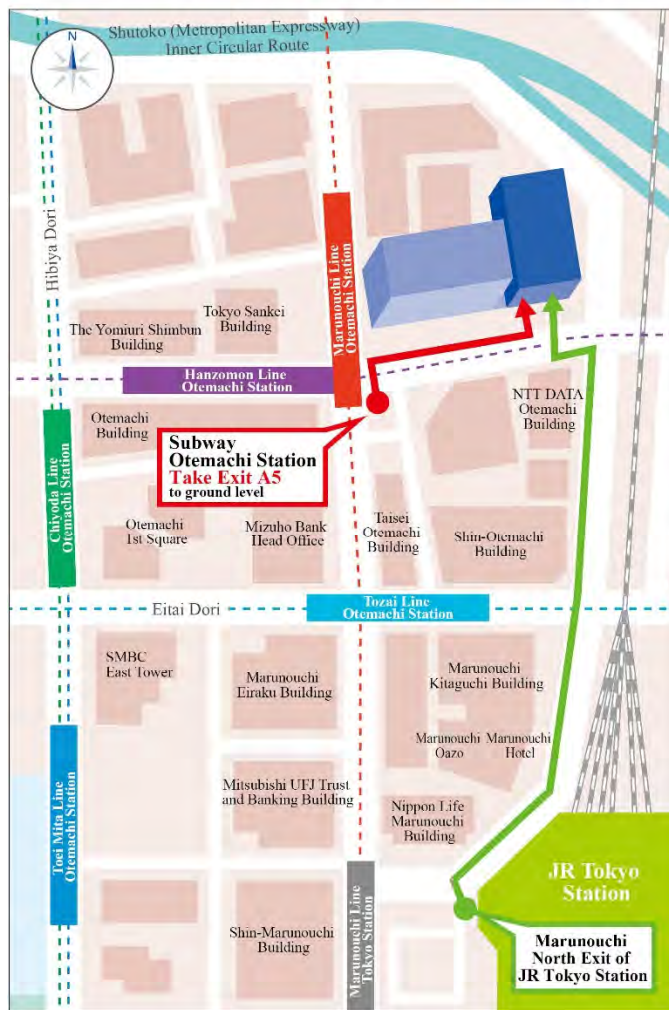 Shutoko (Metropolitan Expressway)
Inner Circular Route
N
Hibiya Dori
Marunouchi Line
Otemachi Station
Tokyo Sankei
Building
The Yomiuri Shimbun
Building
Hanzomon Line
Otemachi Station
NTT DATA
Otemachi
Building
Otemachi
Building
Subway
Otemachi Station
Take Exit A5
to ground level
Chiyoda Line
Otemachi Station
Otemachi
1st Square
Mizuho Bank
Head Office
Taisei
Otemachi
Building
Shin-Otemachi
Building
Eitai Dori
Tozai Line
Otemachi Station
SMBC
East Tower
Marunouchi
Eiraku Building
Marunouchi
Kitaguchi Building
Marunouchi
Oazo
Marunouchi
Hotel
Toei Mita Line
Otemachi Station
Mitsubishi UFJ Trust
and Banking Building
Nippon Life
Marunouchi
Building
JR Tokyo
Station
Shin-Marunouchi
Building
Marunouchi Line
Tokyo Station
Marunouchi
North Exit of
JR Tokyo Station